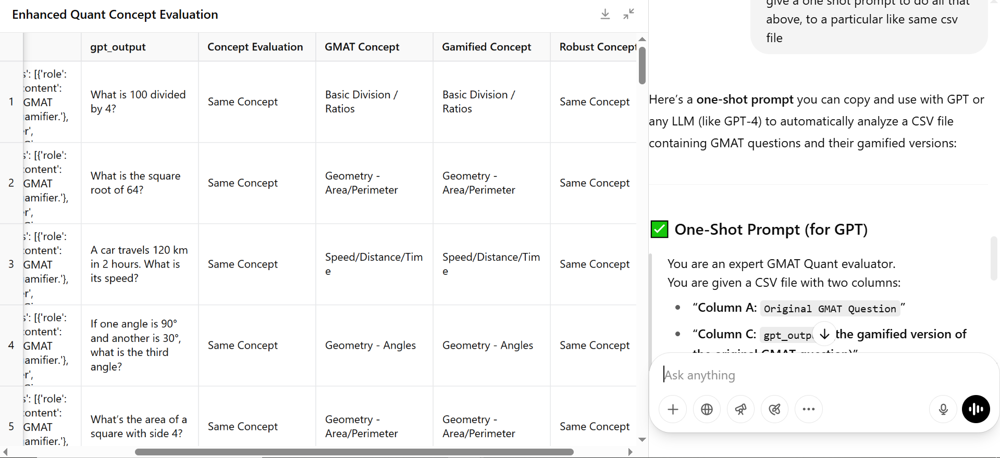 Enhanced Quant Concept Evaluation
gpt_output
Concept Evaluation
GMAT Concept
Gamified Concept
Robust Concept
1
s': [{'role':
content':
GMAT
amifier.'},
r',
What is 100 divided
by 4?
Same Concept
Basic Division /
Ratios
Basic Division /
Ratios
Same Concept
2
s': [{'role':
content':
GMAT
amifier.'},
r',
What is the square
root of 64?
Same Concept
Geometry -
Area/Perimeter
Geometry -
Area/Perimeter
Same Concept
3
s': [{'role':
content':
GMAT
amifier.'},
r',
A car travels 120 km
in 2 hours. What is
its speed?
Same Concept
Speed/Distance/Tim
e
Speed/Distance/Tim
e
Same Concept
4
s': [{'role':
content':
GMAT
amifier.'},
r',
If one angle is 90°
and another is 30°,
what is the third
angle?
Same Concept
Geometry - Angles
Geometry - Angles
Same Concept
5
s': [{'role':
content':
GMAT
amifier.'},
What's the area of a
square with side 4?
Same Concept
Geometry -
Area/Perimeter
Geometry -
Area/Perimeter
Same Concept
give a one shot prompt to do all that
above, to a particular like same csv
file
Here's a one-shot prompt you can copy and use with GPT or
any LLM (like GPT-4) to automatically analyze a CSV file
containing GMAT questions and their gamified versions:
✅ One-Shot Prompt (for GPT)
You are an expert GMAT Quant evaluator.
You are given a CSV file with two columns:
• “Column A: Original GMAT Question”
• “Column C: gpt_outp the gamified version of
the original GMAT question)”
Ask anything